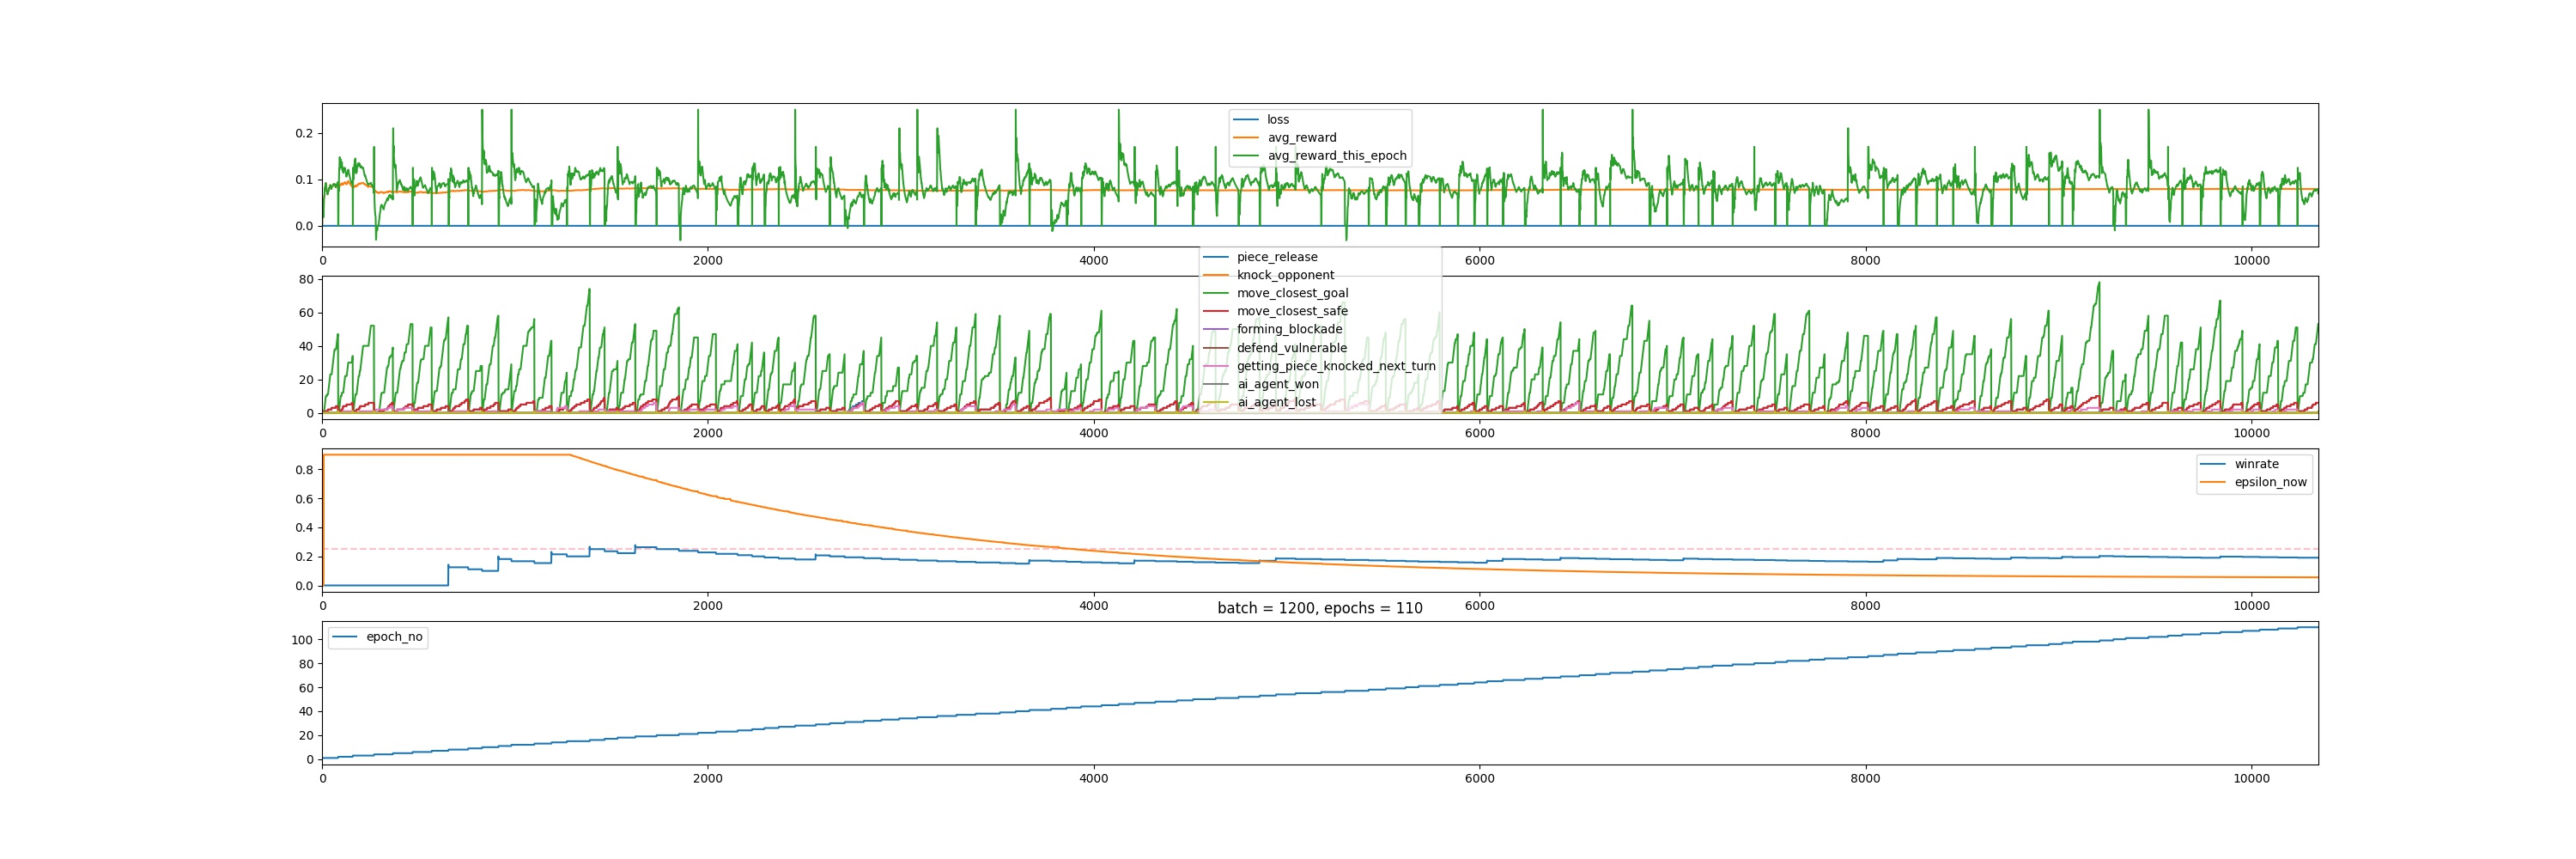 0.2
0.1
0.0
loss
avg_reward
avg_reward_this_epoch
0 2000 4000 6000 8000 10000
80
60
40
20
0
piece_release
knock_opponent
move_closest_goal
move_closest_safe
forming_blockade
defend_vulnerable
getting_piece_knocked_next_turn
ai_agent_won
ai_agent_lost
0 2000 4000 6000 8000 10000
0.8
0.6
0.4
0.2
0.0
winrate
epsilon_now
0 2000 4000 6000 8000 10000
batch = 1200, epochs = 110
100
80
60
40
20
0
epoch_no
0 2000 4000 6000 8000 10000